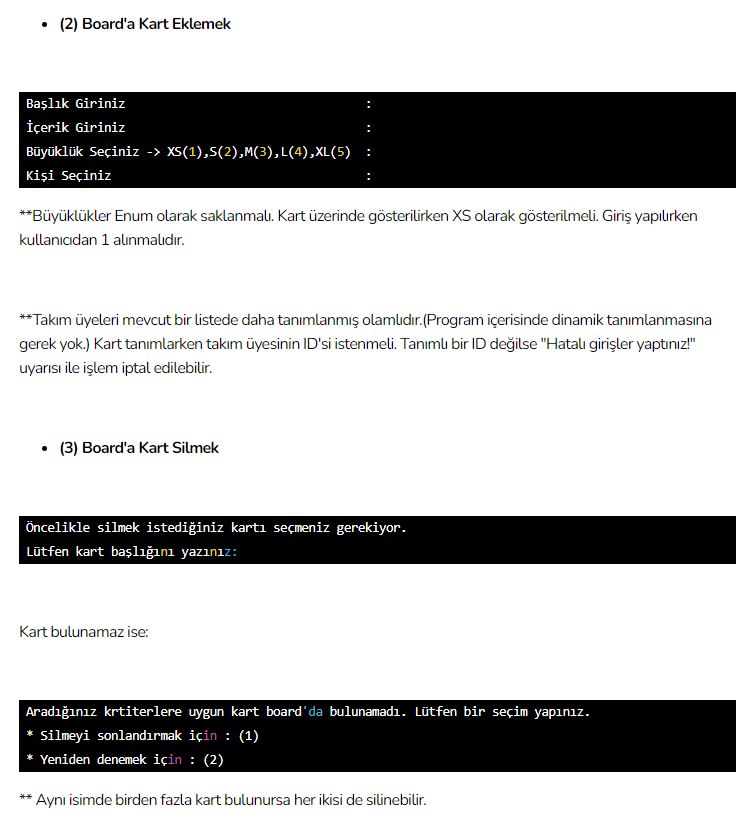 • (2) Board'a Kart Eklemek
Başlık Giriniz                                  :
İçerik Giriniz                                  :
Büyüklük Seçiniz -> XS(1),S(2),M(3),L(4),XL(5)  :
Kişi Seçiniz                                    :
**Büyüklükler Enum olarak saklanmalı. Kart üzerinde gösterilirken XS olarak gösterilmeli. Giriş yapılırken
kullanıcıdan 1 alınmalıdır.
**Takım üyeleri mevcut bir listede daha tanımlanmış olamlıdır.(Program içerisinde dinamik tanımlanmasına
gerek yok.) Kart tanımlarken takım üyesinin ID'si istenmeli. Tanımlı bir ID değilse "Hatalı girişler yaptınız!"
uyarısı ile işlem iptal edilebilir.
• (3) Board'a Kart Silmek
Öncelikle silmek istediğiniz kartı seçmeniz gerekiyor.
Lütfen kart başlığını yazınız:
Kart bulunamaz ise:
Aradığınız krtiterlere uygun kart board'da bulunamadı. Lütfen bir seçim yapınız.
* Silmeyi sonlandırmak için : (1)
* Yeniden denemek için : (2)
** Aynı isimde birden fazla kart bulunursa her ikisi de silinebilir.